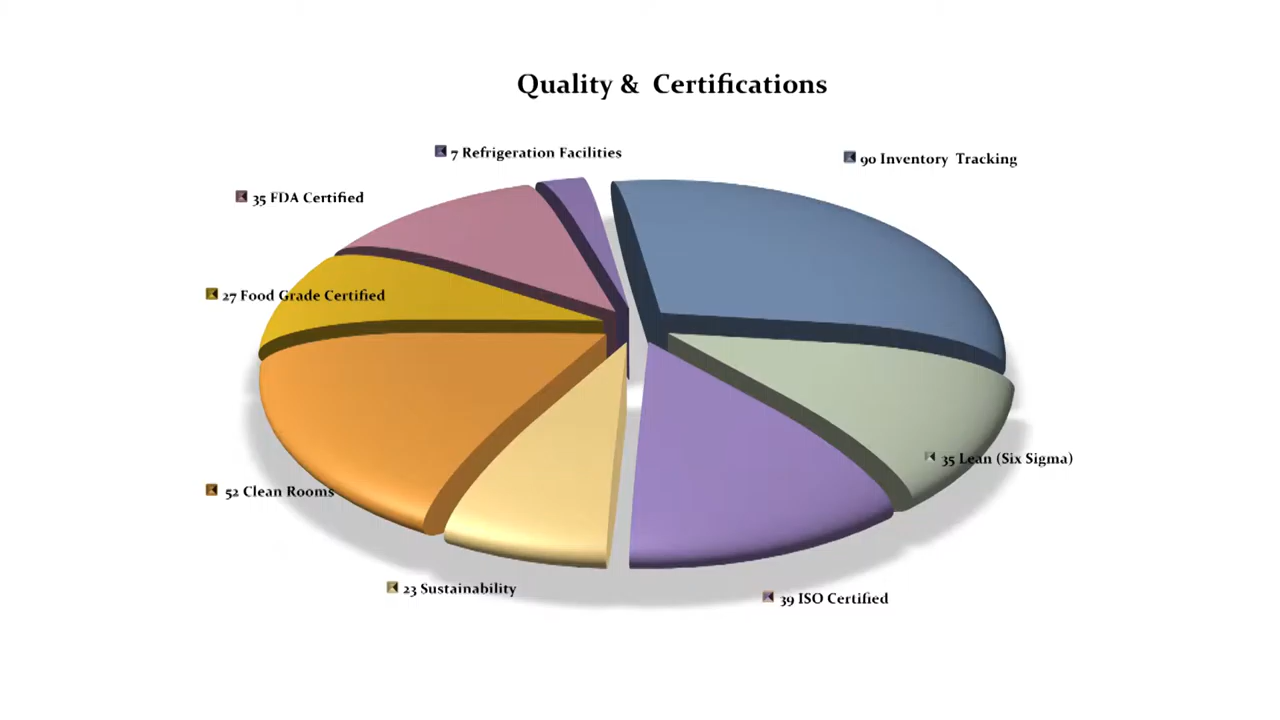 Quality & Certifications
7 Refrigeration Facilities
90 Inventory Tracking
35 FDA Certified
27 Food Grade Certified
35 Lean (Six Sigma)
52 Clean Rooms
23 Sustainability
39 ISO Certified